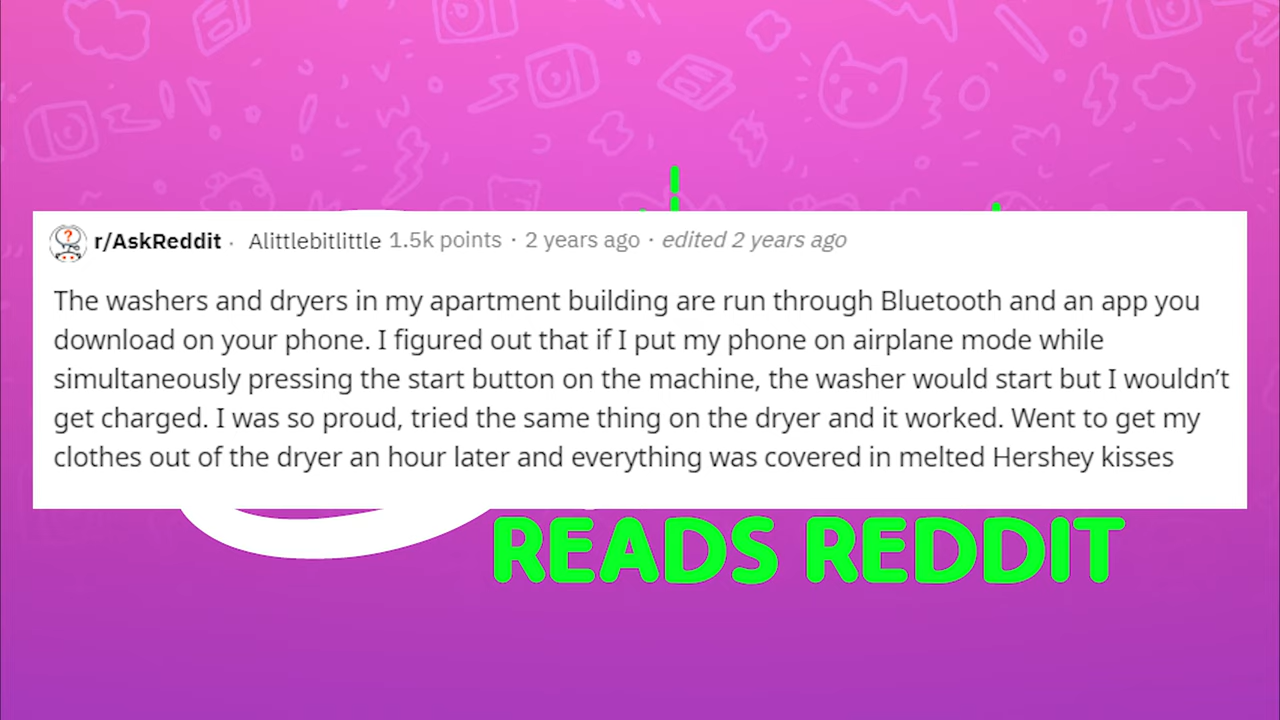 r/AskReddit · Alittlebitlittle 1.5k points · 2 years ago · edited 2 years ago
The washers and dryers in my apartment building are run through Bluetooth and an app you
download on your phone. I figured out that if I put my phone on airplane mode while
simultaneously pressing the start button on the machine, the washer would start but I wouldn’t
get charged. I was so proud, tried the same thing on the dryer and it worked. Went to get my
clothes out of the dryer an hour later and everything was covered in melted Hershey kisses
READS REDDIT